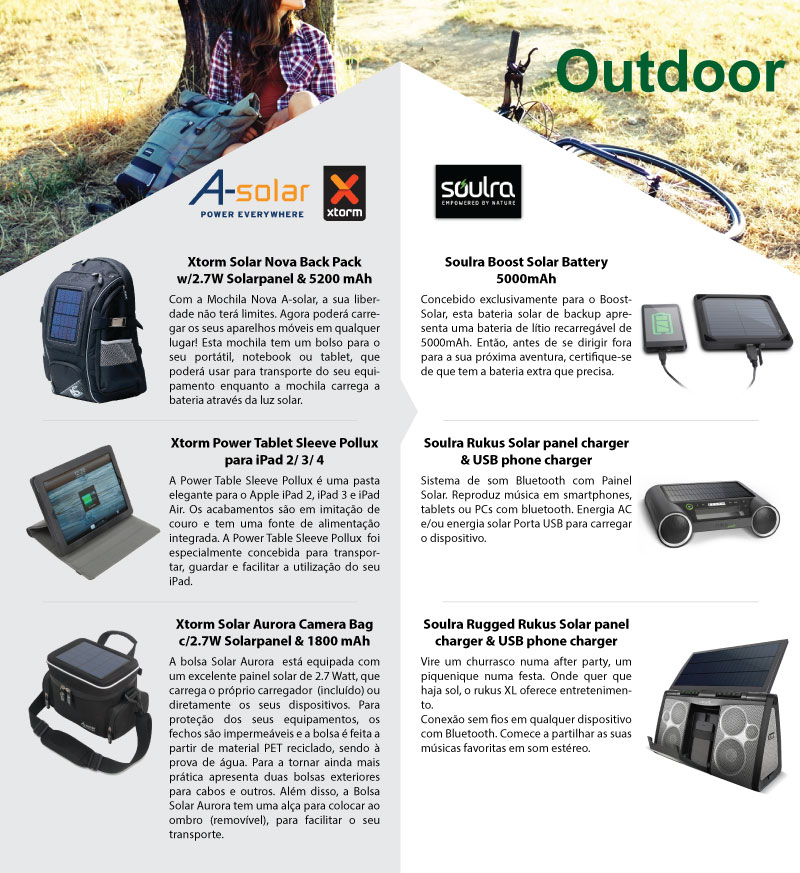 Outdoor
A-solar
POWER EVERYWHERE
xtorm
Xtorm Solar Nova Back Pack
w/2.7W Solarpanel & 5200 mAh
Com a Mochila Nova A-solar, a sua liber-
dade não terá limites. Agora poderá carre-
gar os seus aparelhos móveis em qualquer
lugar! Esta mochila tem um bolso para o
seu portátil, notebook ou tablet, que
poderá usar para transporte do seu equi-
pamento enquanto a mochila carrega a
bateria através da luz solar.
Xtorm Power Tablet Sleeve Pollux
para iPad 2/ 3/ 4
A Power Table Sleeve Pollux é uma pasta
elegante para o Apple iPad 2, iPad 3 e iPad
Air. Os acabamentos são em imitação de
couro e tem uma fonte de alimentação
integrada. A Power Table Sleeve Pollux foi
especialmente concebida para transpor-
tar, guardar e facilitar a utilização do seu
iPad.
Xtorm Solar Aurora Camera Bag
c/2.7W Solarpanel & 1800 mAh
A bolsa Solar Aurora está equipada com
um excelente painel solar de 2.7 Watt, que
carrega o próprio carregador (incluído) ou
diretamente os seus dispositivos. Para
proteção dos seus equipamentos, os
fechos são impermeáveis e a bolsa é feita a
partir de material PET reciclado, sendo à
prova de água. Para a tornar ainda mais
prática apresenta duas bolsas exteriores
para cabos e outros. Além disso, a Bolsa
Solar Aurora tem uma alça para colocar ao
ombro (removível), para facilitar o seu
transporte.
soulra
EMPOWERED BY NATURE
Soulra Boost Solar Battery
5000mAh
Concebido exclusivamente para o Boost-
Solar, esta bateria solar de backup apre-
senta uma bateria de lítio recarregável de
5000mAh. Então, antes de se dirigir fora
para a sua próxima aventura, certifique-se
de que tem a bateria extra que precisa.
Soulra Rukus Solar panel charger
& USB phone charger
Sistema de som Bluetooth com Painel
Solar. Reproduz música em smartphones,
tablets ou PCs com bluetooth. Energia AC
e/ou energia solar Porta USB para carregar
o dispositivo.
Soulra Rugged Rukus Solar panel
charger & USB phone charger
Vire um churrasco numa after party, um
piquenique numa festa. Onde quer que
haja sol, o rukus XL oferece entretenimen-
to.
Conexão sem fios em qualquer dispositivo
com Bluetooth. Comece a partilhar as suas
músicas favoritas em som estéreo.